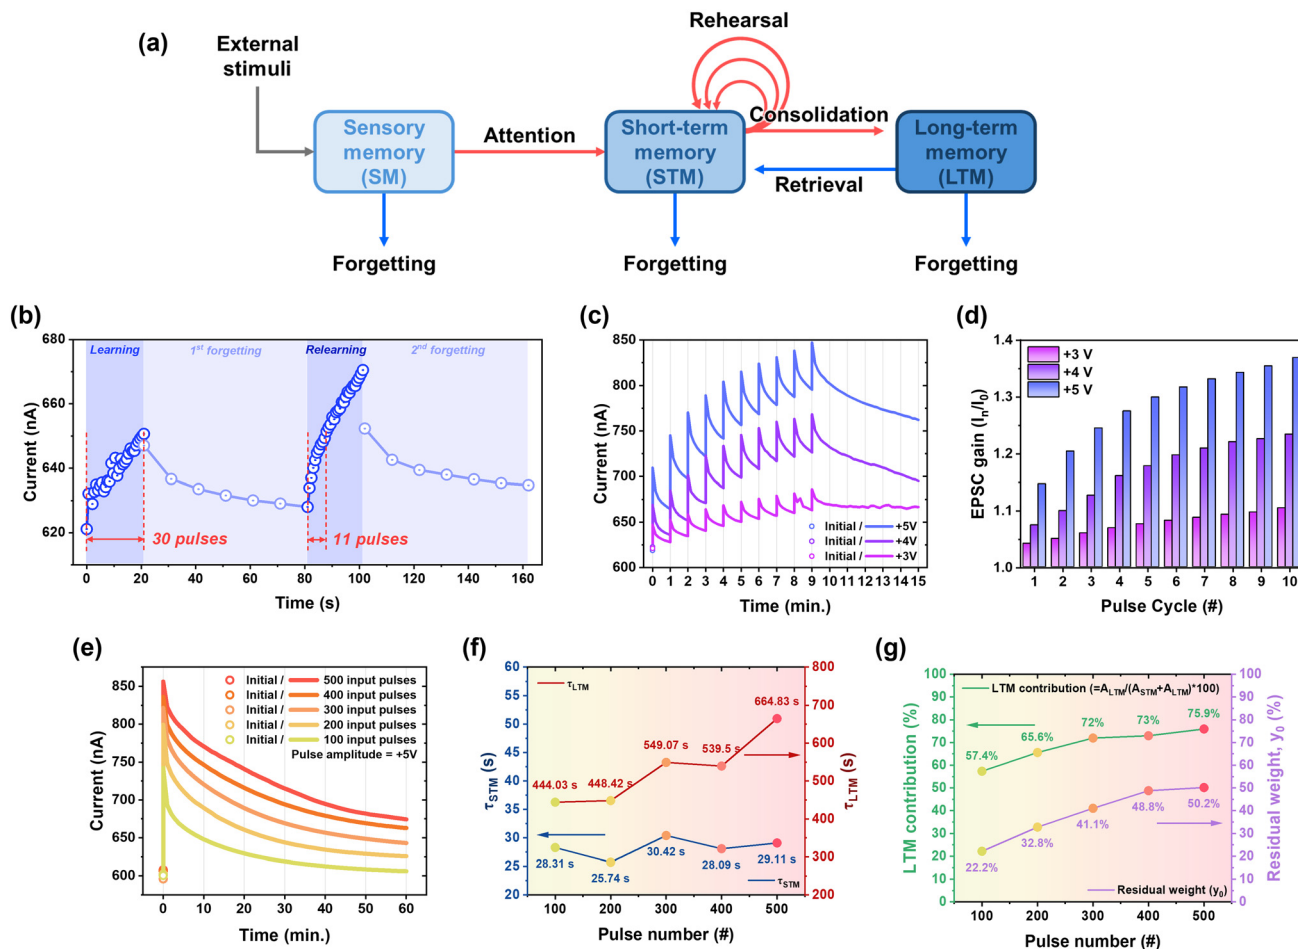 (a)
External
stimuli
Rehearsal
Sensory
memory
(SM)
Attention
Short-term
memory
(STM)
Consolidation
Retrieval
Long-term
memory
(LTM)
Forgetting
Forgetting
Forgetting
(b)
680
660
640
620
Current (nA)
Learning
1st forgetting
Relearning
2nd forgetting
30 pulses
11 pulses
0 20 40 60 80 100 120 140 160
Time (s)
(c)
850
800
750
700
650
600
Current (nA)
Initial / +5V
Initial / +4V
Initial / +3V
0 1 2 3 4 5 6 7 8 9 10 11 12 13 14 15
Time (min.)
(d)
1.4
1.3
1.2
1.1
1.0
EPSC gain (In/I0)
+3 V
+4 V
+5 V
1 2 3 4 5 6 7 8 9 10
Pulse Cycle (#)
(e)
850
800
750
700
650
600
Current (nA)
Initial / 500 input pulses
Initial / 400 input pulses
Initial / 300 input pulses
Initial / 200 input pulses
Initial / 100 input pulses
Pulse amplitude = +5V
0 10 20 30 40 50 60
Time (min.)
(f)
60
55
50
45
40
35
30
25
20
τSTM (s)
τLTM
444.03 s
448.42 s
549.07 s
539.5 s
664.83 s
28.31 s
25.74 s
30.42 s
28.09 s
29.11 s
τSTM
800
700
600
500
400
300
200
τLTM (s)
100 200 300 400 500
Pulse number (#)
(g)
100
90
80
70
60
50
40
30
20
10
0
LTM contribution (%)
LTM contribution (=ALTM/(ASTM+ALTM)*100)
57.4%
65.6%
72%
73%
75.9%
22.2%
32.8%
41.1%
48.8%
50.2%
Residual weight (y0)
100
90
80
70
60
50
40
30
20
10
0
Residual weight, y0 (%)
100 200 300 400 500
Pulse number (#)